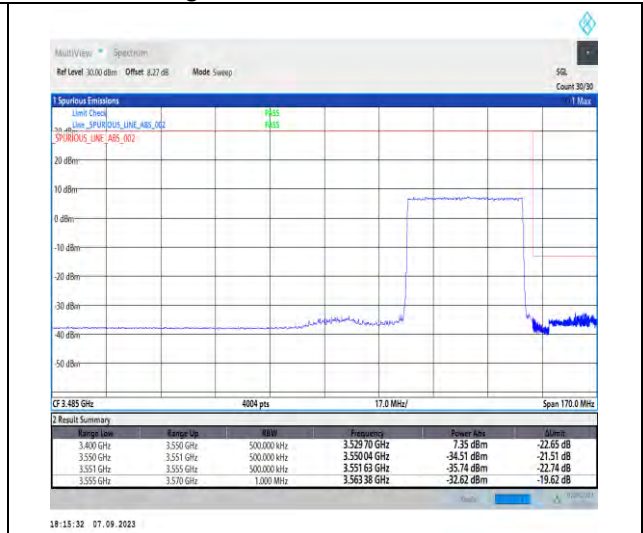 MultiView Spectrum
Ref Level 30.00 dBm Offset 8.27 dB Mode Sweep SGL
Count 30/30
1 Spurious Emissions 1 Max
Limit Check PASS
Line _SPURIOUS_LINE_ABS_002 PASS
_SPURIOUS_LINE_ABS_002
20 dBm
10 dBm
0 dBm
-10 dBm
-20 dBm
-30 dBm
-40 dBm
-50 dBm
CF 3.485 GHz 4004 pts 17.0 MHz/ Span 170.0 MHz
2 Result Summary
Range Low Range Up RBW Frequency Power Abs ΔLimit
3.400 GHz 3.550 GHz 500.000 kHz 3.529 70 GHz 7.35 dBm -22.65 dB
3.550 GHz 3.551 GHz 500.000 kHz 3.550 04 GHz -34.51 dBm -21.51 dB
3.551 GHz 3.555 GHz 500.000 kHz 3.551 63 GHz -35.74 dBm -22.74 dB
3.555 GHz 3.570 GHz 1.000 MHz 3.563 38 GHz -32.62 dBm -19.62 dB
18:15:32 07.09.2023